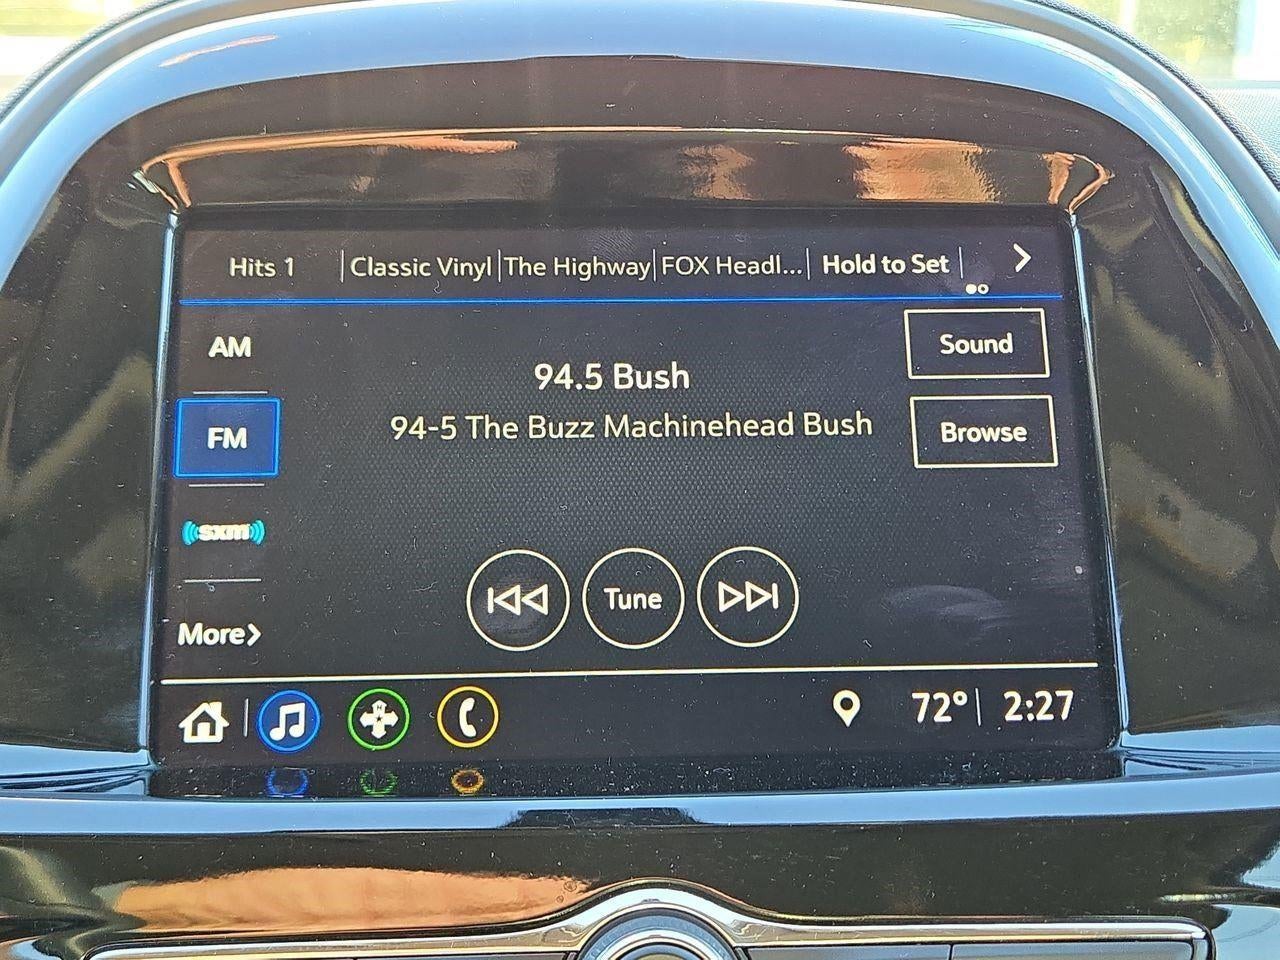 Hits 1 Classic Vinyl The Highway FOX Headl... Hold to Set
AM
Sound
94.5 Bush
94-5 The Buzz Machinehead Bush
FM
Browse
sxm
Tune
More
N
72° 2:27